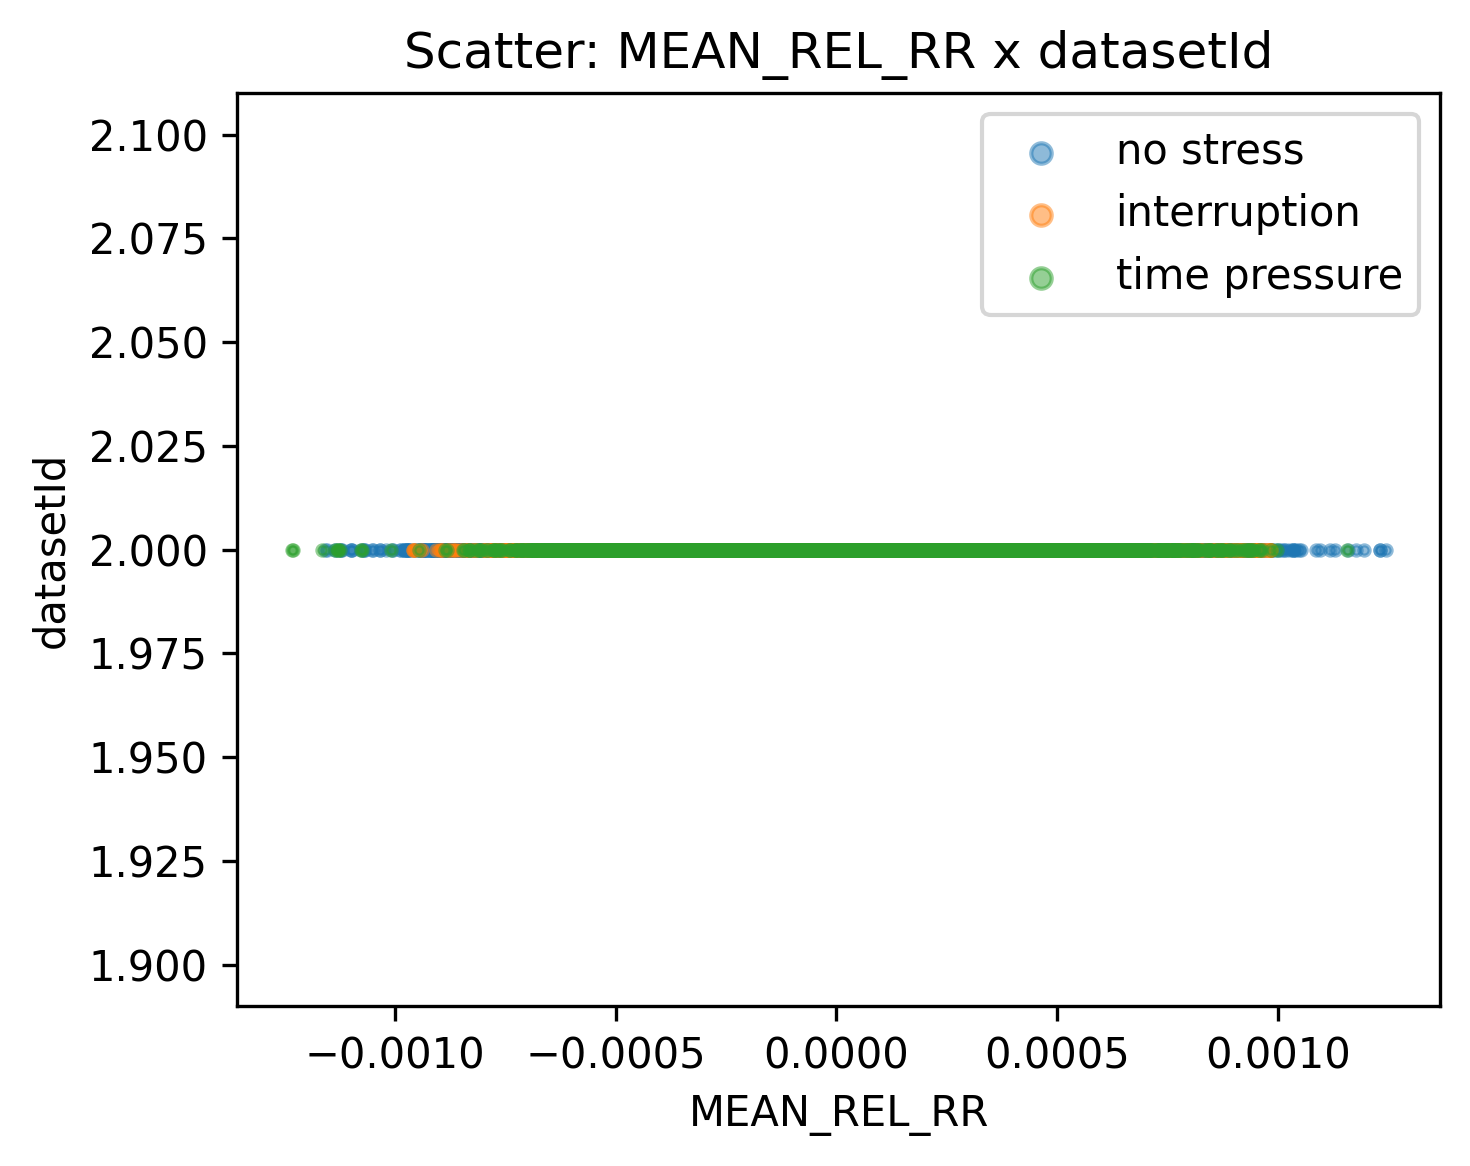 Scatter: MEAN_REL_RR x datasetId
no stress
interruption
time pressure
2.100
2.075
2.050
2.025
2.000
1.975
1.950
1.925
1.900
datasetId
−0.0010 −0.0005 0.0000 0.0005 0.0010
MEAN_REL_RR